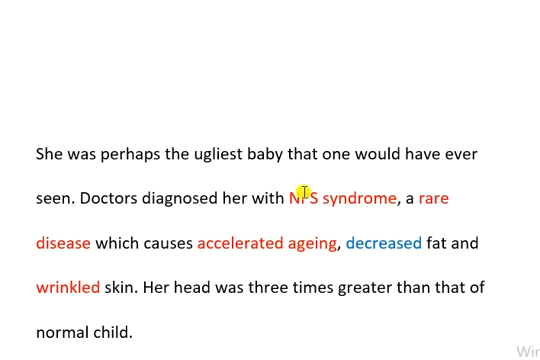 She was perhaps the ugliest baby that one would have ever
seen. Doctors diagnosed her with NPS syndrome, a rare
disease which causes accelerated ageing, decreased fat and
wrinkled skin. Her head was three times greater than that of
normal child.
Wir